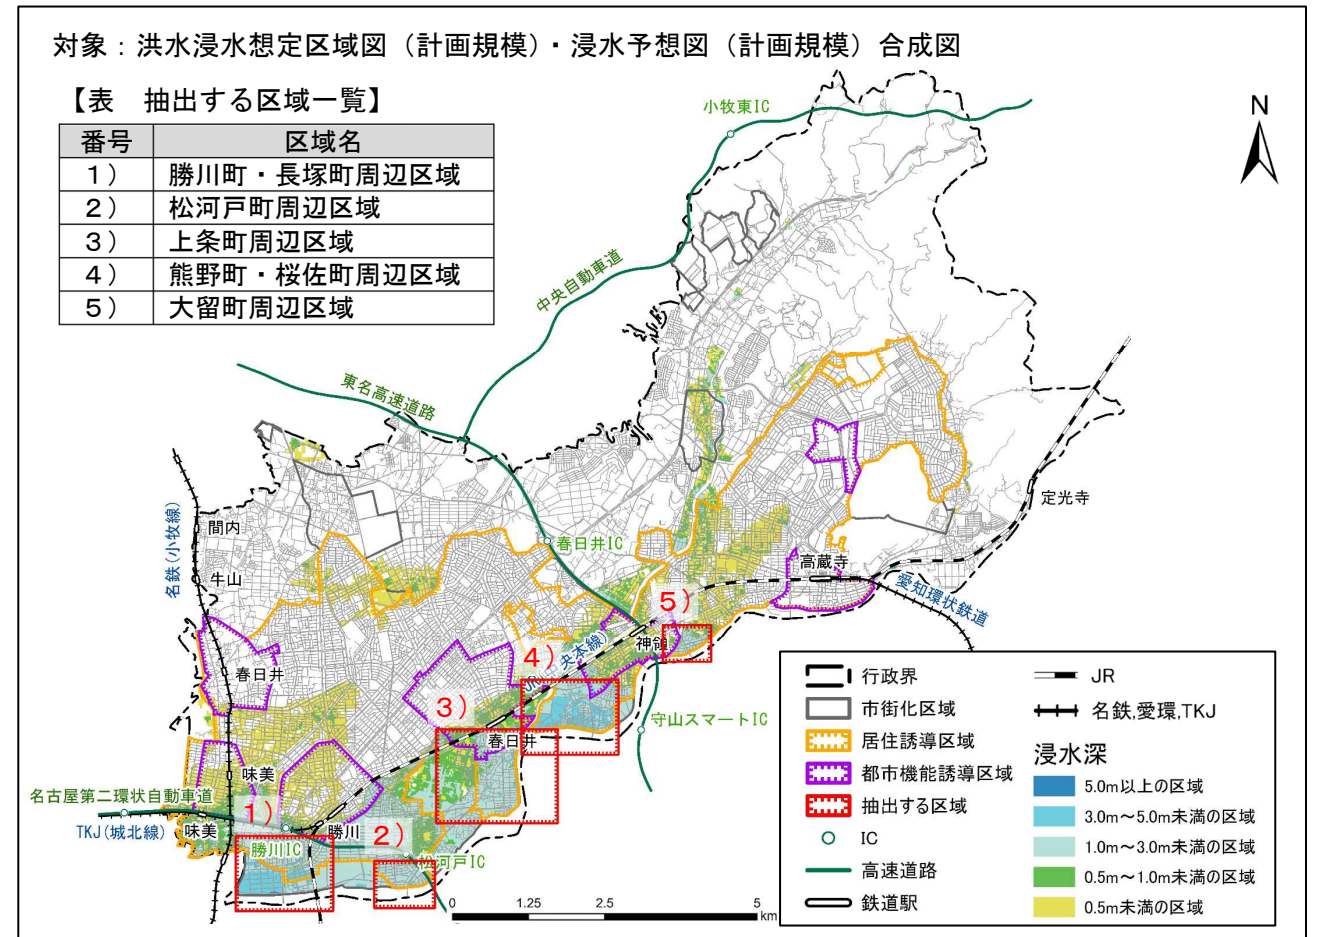 対象：洪水浸水想定区域図（計画規模）・浸水予想図（計画規模）合成図
【表　抽出する区域一覧】
番号 区域名
１） 勝川町・長塚町周辺区域
２） 松河戸町周辺区域
３） 上条町周辺区域
４） 熊野町・桜佐町周辺区域
５） 大留町周辺区域
小牧東IC
N
中央自動車道
東名高速道路
名鉄(小牧線)
間内
牛山
春日井IC
定光寺
高蔵寺
愛知環状鉄道
５）
神領
４）
央本線)
春日井
３）
守山スマートIC
春日井
味美
名古屋第二環状自動車道
TKJ(城北線)
味美
１）
勝川
２）
勝川IC
松河戸IC
0 1.25 2.5 5
km
行政界
市街化区域
居住誘導区域
都市機能誘導区域
抽出する区域
IC
高速道路
鉄道駅
JR
名鉄,愛環,TKJ
浸水深
5.0m以上の区域
3.0m～5.0m未満の区域
1.0m～3.0m未満の区域
0.5m～1.0m未満の区域
0.5m未満の区域